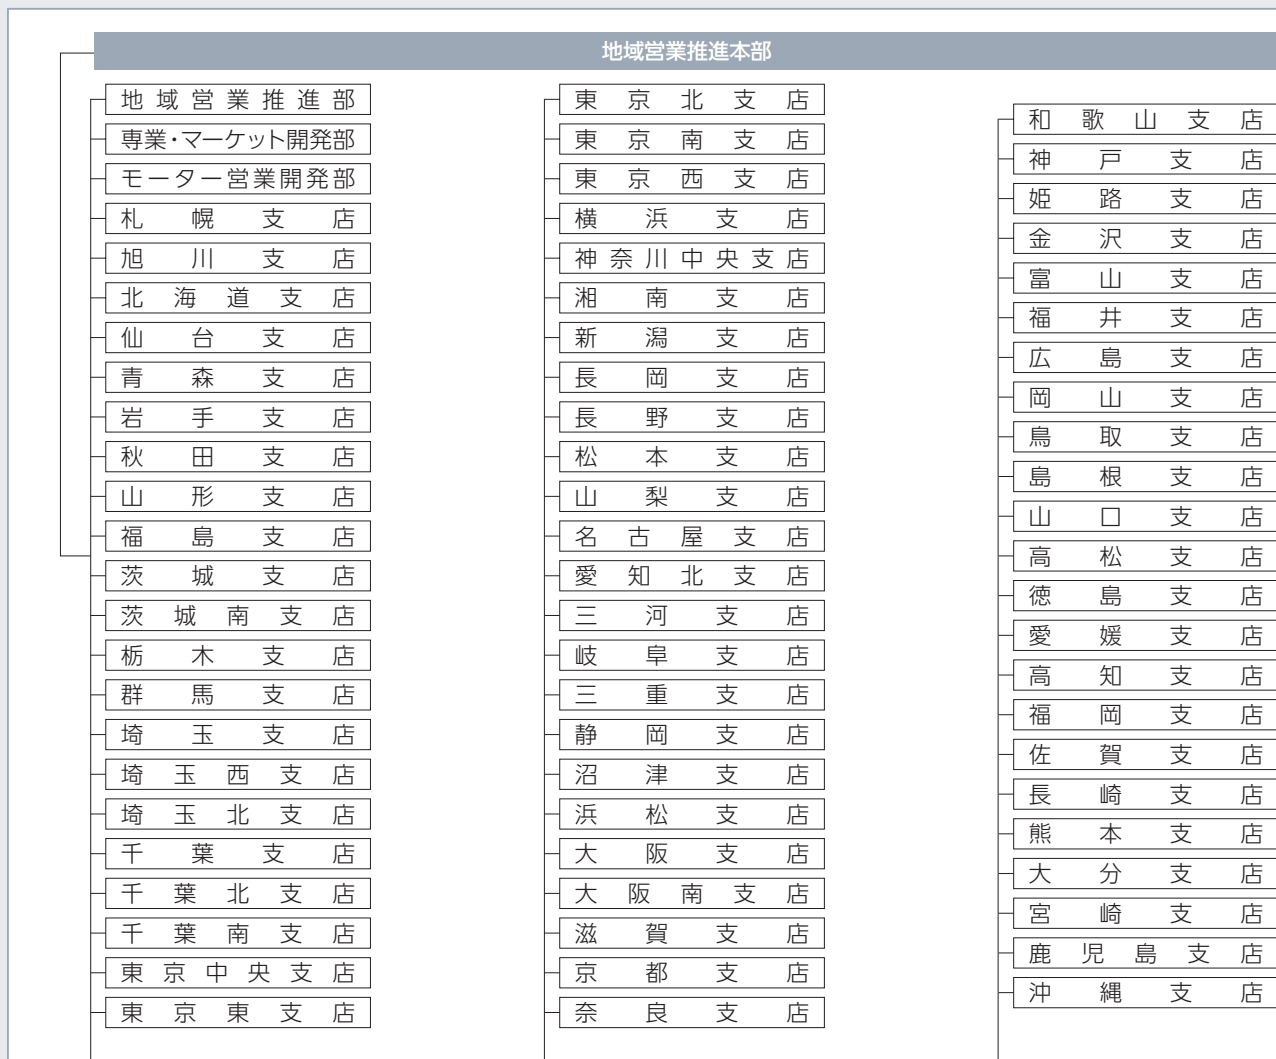 地域営業推進本部
地域営業推進部
専業・マーケット開発部
モーター営業開発部
札幌支店
旭川支店
北海道支店
仙台支店
青森支店
岩手支店
秋田支店
山形支店
福島支店
茨城支店
茨城南支店
栃木支店
群馬支店
埼玉支店
埼玉西支店
埼玉北支店
千葉支店
千葉北支店
千葉南支店
東京中央支店
東京東支店
東京北支店
東京南支店
東京西支店
横浜支店
神奈川中央支店
湘南支店
新潟支店
長岡支店
長野支店
松本支店
山梨支店
名古屋支店
愛知北支店
三河支店
岐阜支店
三重支店
静岡支店
沼津支店
浜松支店
大阪支店
大阪南支店
滋賀支店
京都支店
奈良支店
和歌山支店
神戸支店
姫路支店
金沢支店
富山支店
福井支店
広島支店
岡山支店
鳥取支店
島根支店
山口支店
高松支店
徳島支店
愛媛支店
高知支店
福岡支店
佐賀支店
長崎支店
熊本支店
大分支店
宮崎支店
鹿児島支店
沖縄支店